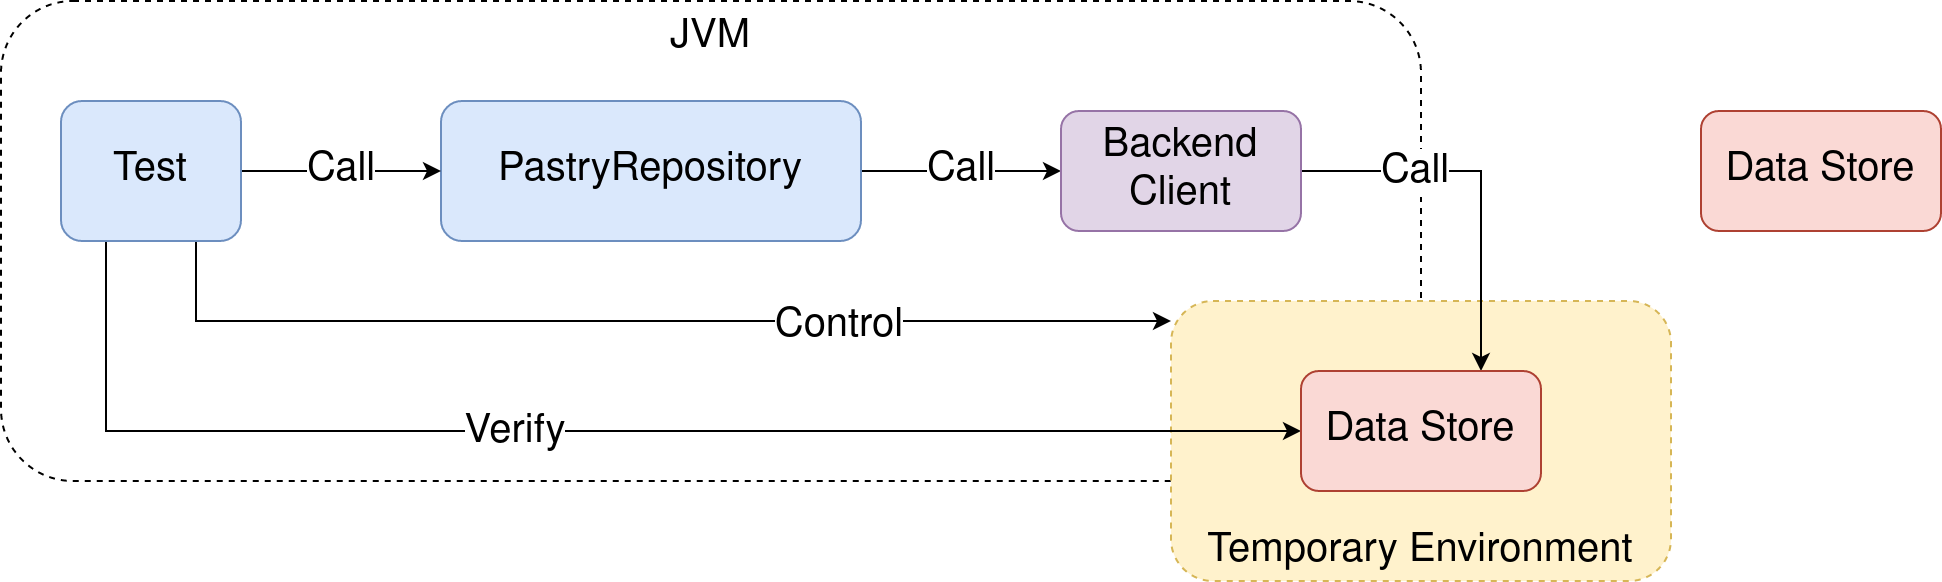 JVM
Test
Call
PastryRepository
Call
Backend
Client
Call
Data Store
Control
Verify
Data Store
Temporary Environment